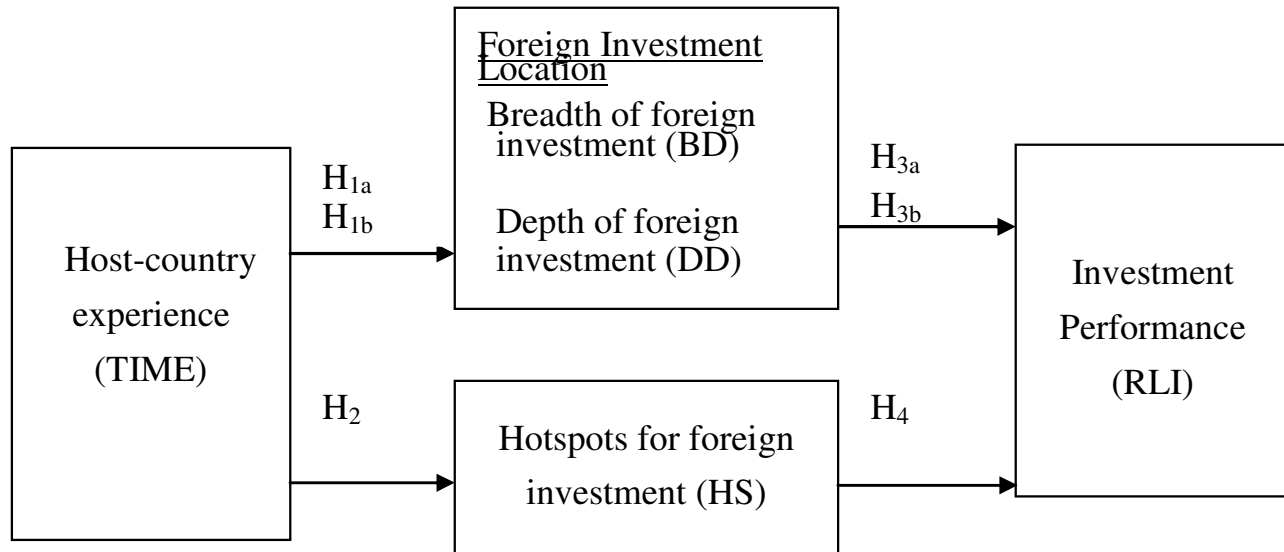 Host-country
experience
(TIME)
H1a
H1b
H2
Foreign Investment
Location
Breadth of foreign
investment (BD)
Depth of foreign
investment (DD)
Hotspots for foreign
investment (HS)
H3a
H3b
H4
Investment
Performance
(RLI)